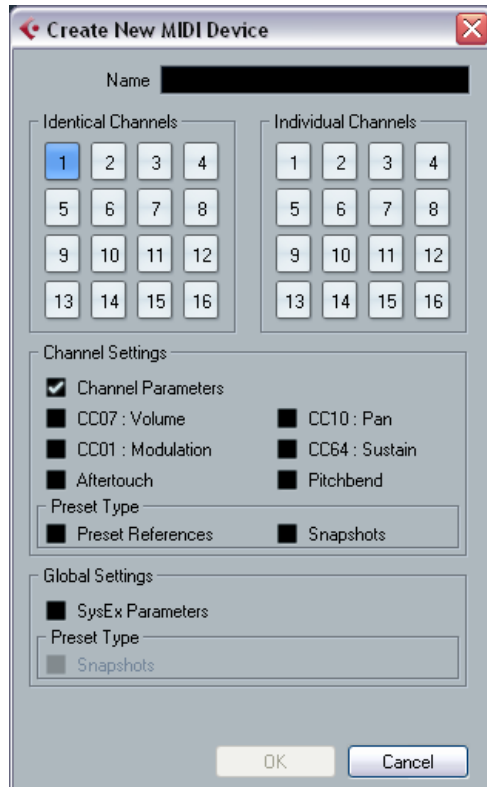 Create New MIDI Device
Name
Identical Channels
1 2 3 4
5 6 7 8
9 10 11 12
13 14 15 16
Individual Channels
1 2 3 4
5 6 7 8
9 10 11 12
13 14 15 16
Channel Settings
Channel Parameters
CC07 : Volume CC10 : Pan
CC01 : Modulation CC64 : Sustain
Aftertouch Pitchbend
Preset Type
Preset References Snapshots
Global Settings
SysEx Parameters
Preset Type
Snapshots
OK Cancel